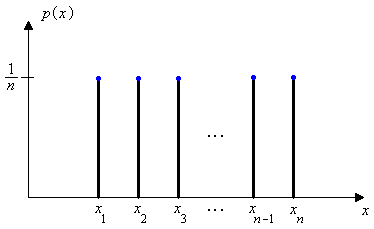 p(x)
1
n
...
x1 x2 x3 ... xn-1 xn x